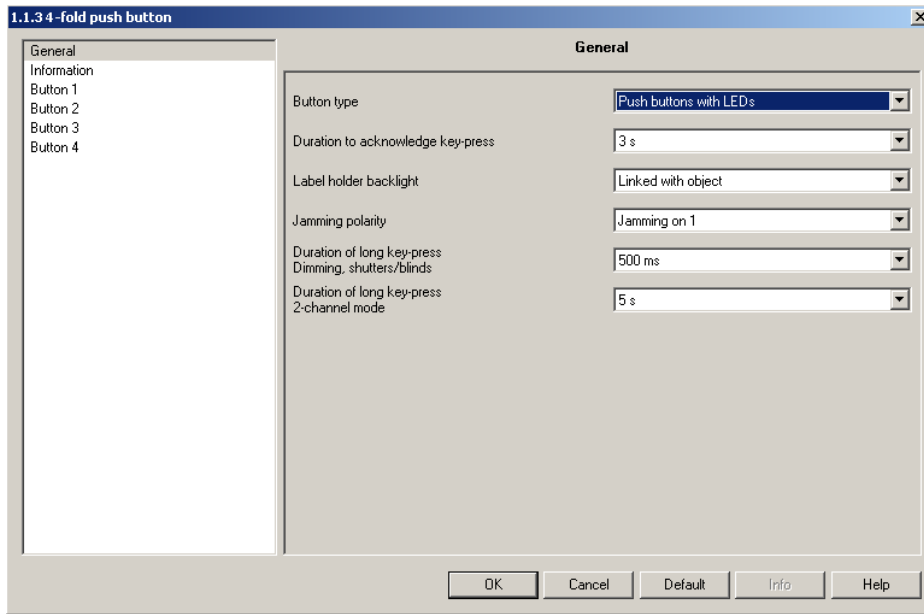 1.1.3 4-fold push button
General
Information
Button 1
Button 2
Button 3
Button 4
General
Button type
Push buttons with LEDs
Duration to acknowledge key-press
3 s
Label holder backlight
Linked with object
Jamming polarity
Jamming on 1
Duration of long key-press
Dimming, shutters/blinds
500 ms
Duration of long key-press
2-channel mode
5 s
OK
Cancel
Default
Info
Help